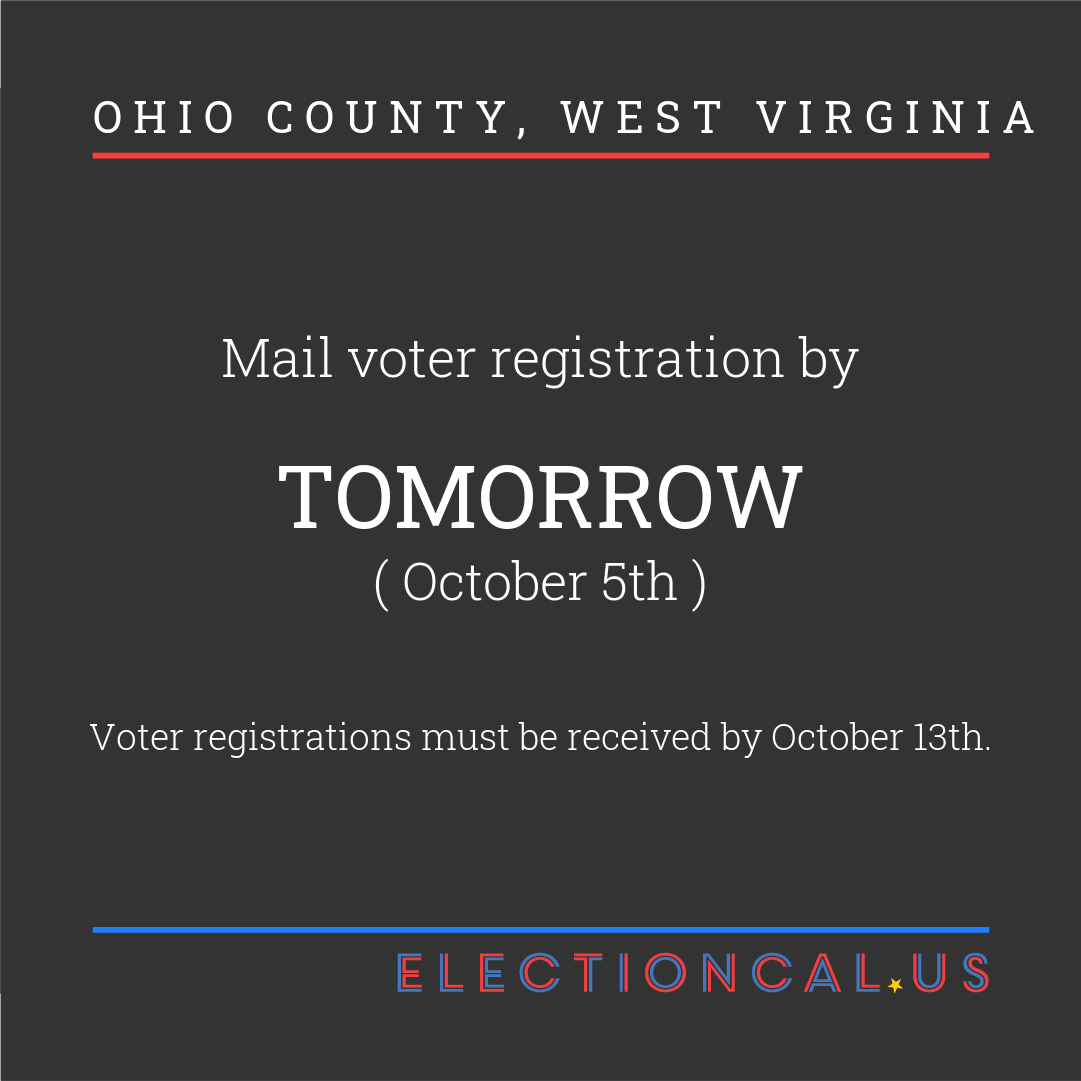 OHIO COUNTY, WEST VIRGINIA
Mail voter registration by
TOMORROW
( October 5th )
Voter registrations must be received by October 13th.
ELECTIONCAL.US